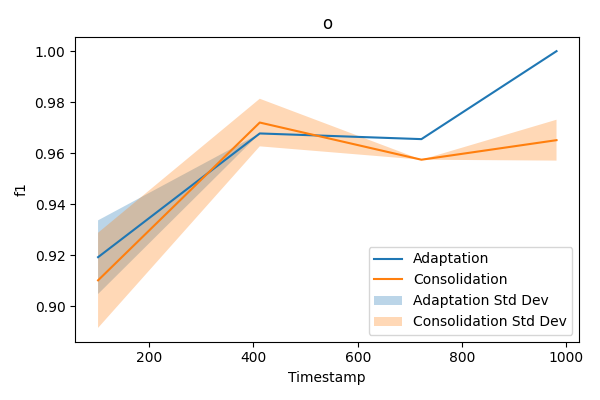 o
1.00
0.98
0.96
0.94
0.92
0.90
f1
200
400
600
800
1000
Timestamp
Adaptation
Consolidation
Adaptation Std Dev
Consolidation Std Dev